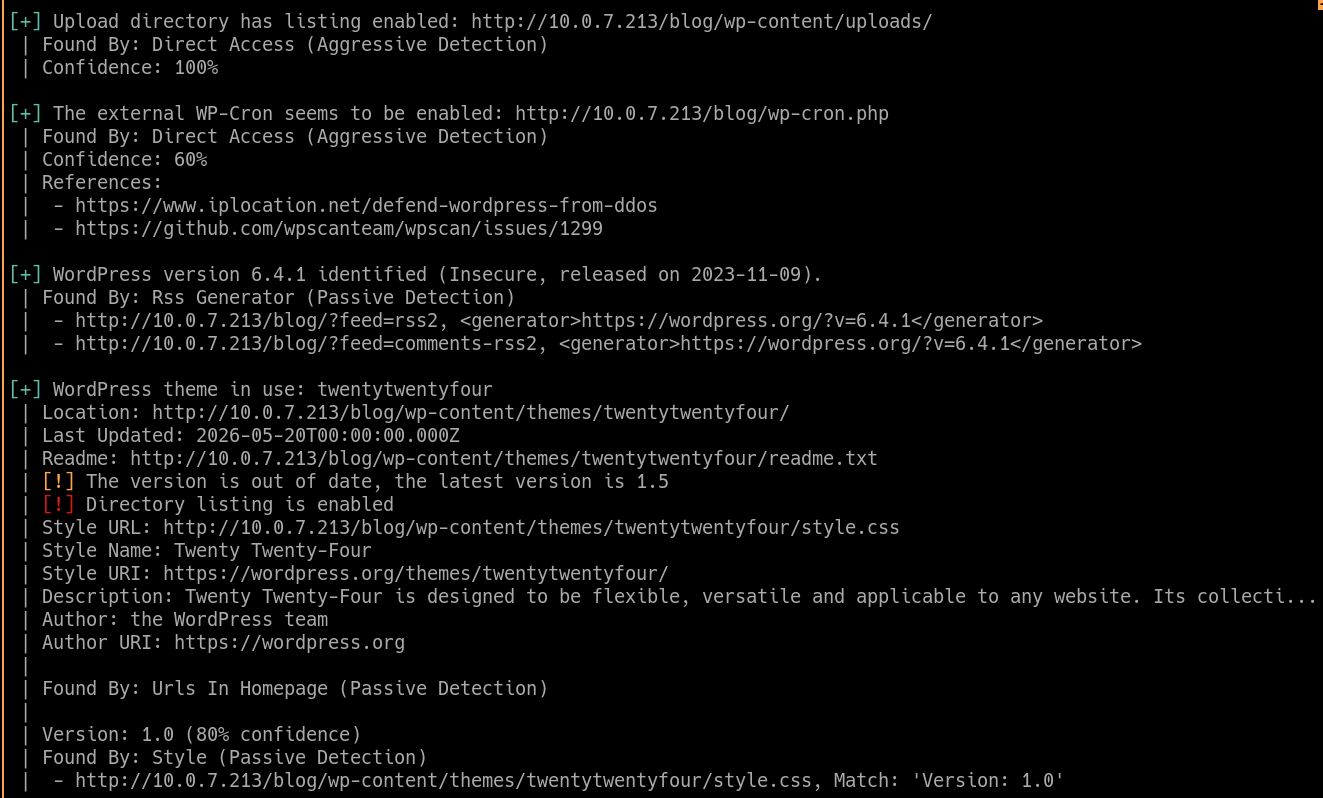 [+] Upload directory has listing enabled: http://10.0.7.213/blog/wp-content/uploads/
 | Found By: Direct Access (Aggressive Detection)
 | Confidence: 100%

[+] The external WP-Cron seems to be enabled: http://10.0.7.213/blog/wp-cron.php
 | Found By: Direct Access (Aggressive Detection)
 | Confidence: 60%
 | References:
 |  - https://www.iplocation.net/defend-wordpress-from-ddos
 |  - https://github.com/wpscanteam/wpscan/issues/1299

[+] WordPress version 6.4.1 identified (Insecure, released on 2023-11-09).
 | Found By: Rss Generator (Passive Detection)
 |  - http://10.0.7.213/blog/?feed=rss2, <generator>https://wordpress.org/?v=6.4.1</generator>
 |  - http://10.0.7.213/blog/?feed=comments-rss2, <generator>https://wordpress.org/?v=6.4.1</generator>

[+] WordPress theme in use: twentytwentyfour
 | Location: http://10.0.7.213/blog/wp-content/themes/twentytwentyfour/
 | Last Updated: 2026-05-20T00:00:00.000Z
 | Readme: http://10.0.7.213/blog/wp-content/themes/twentytwentyfour/readme.txt
 | [!] The version is out of date, the latest version is 1.5
 | [!] Directory listing is enabled
 | Style URL: http://10.0.7.213/blog/wp-content/themes/twentytwentyfour/style.css
 | Style Name: Twenty Twenty-Four
 | Style URI: https://wordpress.org/themes/twentytwentyfour/
 | Description: Twenty Twenty-Four is designed to be flexible, versatile and applicable to any website. Its collecti...
 | Author: the WordPress team
 | Author URI: https://wordpress.org
 |
 | Found By: Urls In Homepage (Passive Detection)
 |
 | Version: 1.0 (80% confidence)
 | Found By: Style (Passive Detection)
 |  - http://10.0.7.213/blog/wp-content/themes/twentytwentyfour/style.css, Match: 'Version: 1.0'